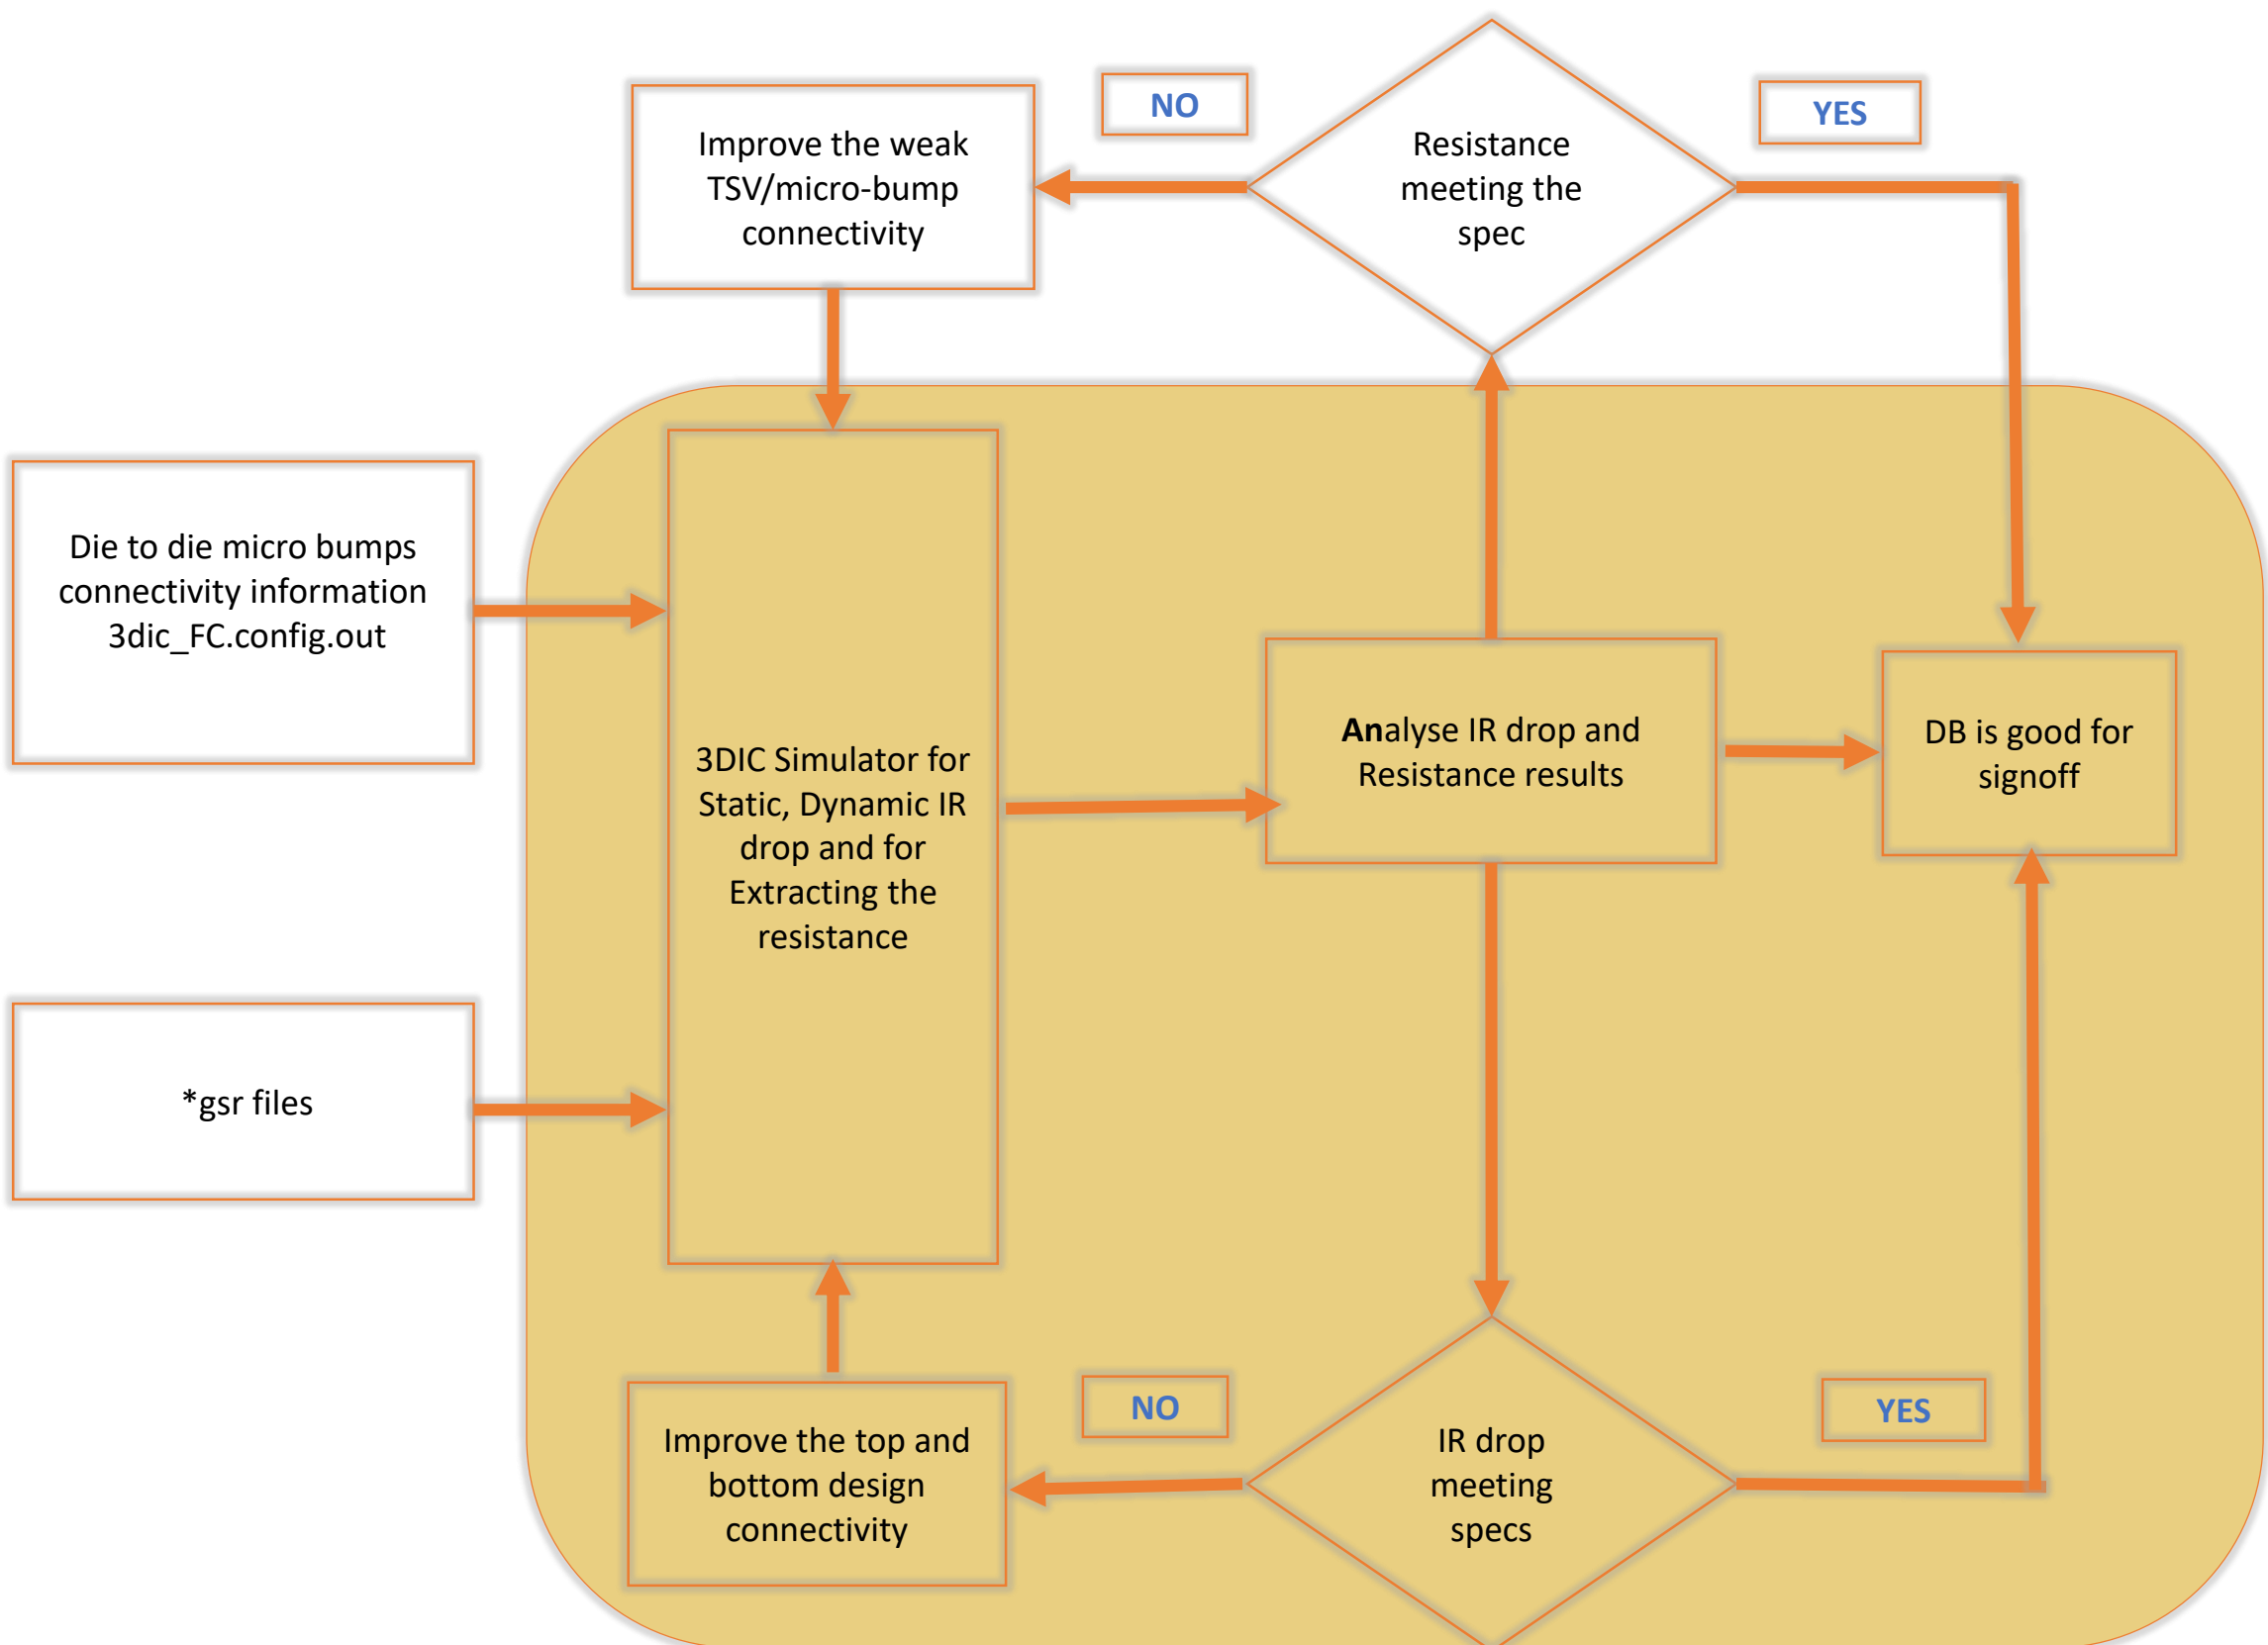 NO
YES
Improve the weak
TSV/micro-bump
connectivity
Resistance
meeting the
spec
Die to die micro bumps
connectivity information
3dic_FC.config.out
3DIC Simulator for
Static, Dynamic IR
drop and for
Extracting the
resistance
Analyse IR drop and
Resistance results
DB is good for
signoff
*gsr files
NO
YES
Improve the top and
bottom design
connectivity
IR drop
meeting
specs